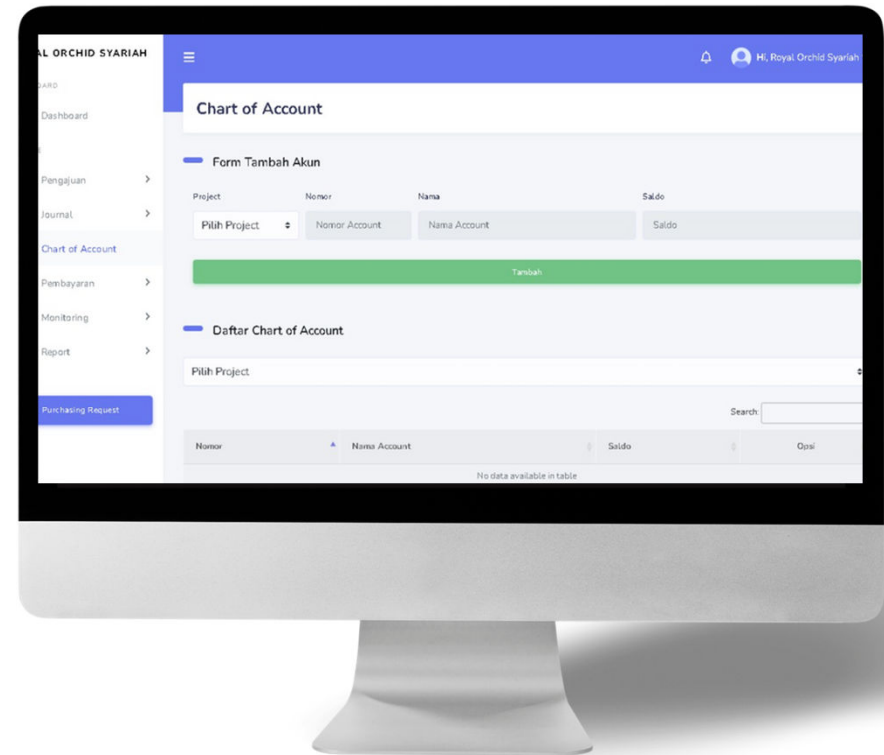 AL ORCHID SYARIAH
Hi, Royal Orchid Syariah
Dashboard
Pengajuan
Journal
Chart of Account
Pembayaran
Monitoring
Report
Purchasing Request
Chart of Account
Form Tambah Akun
Project Nomor Nama Saldo
Pilih Project Nomor Account Nama Account Saldo
Tambah
Daftar Chart of Account
Pilih Project
Search:
Nomor Nama Account Saldo Opsi
No data available in table